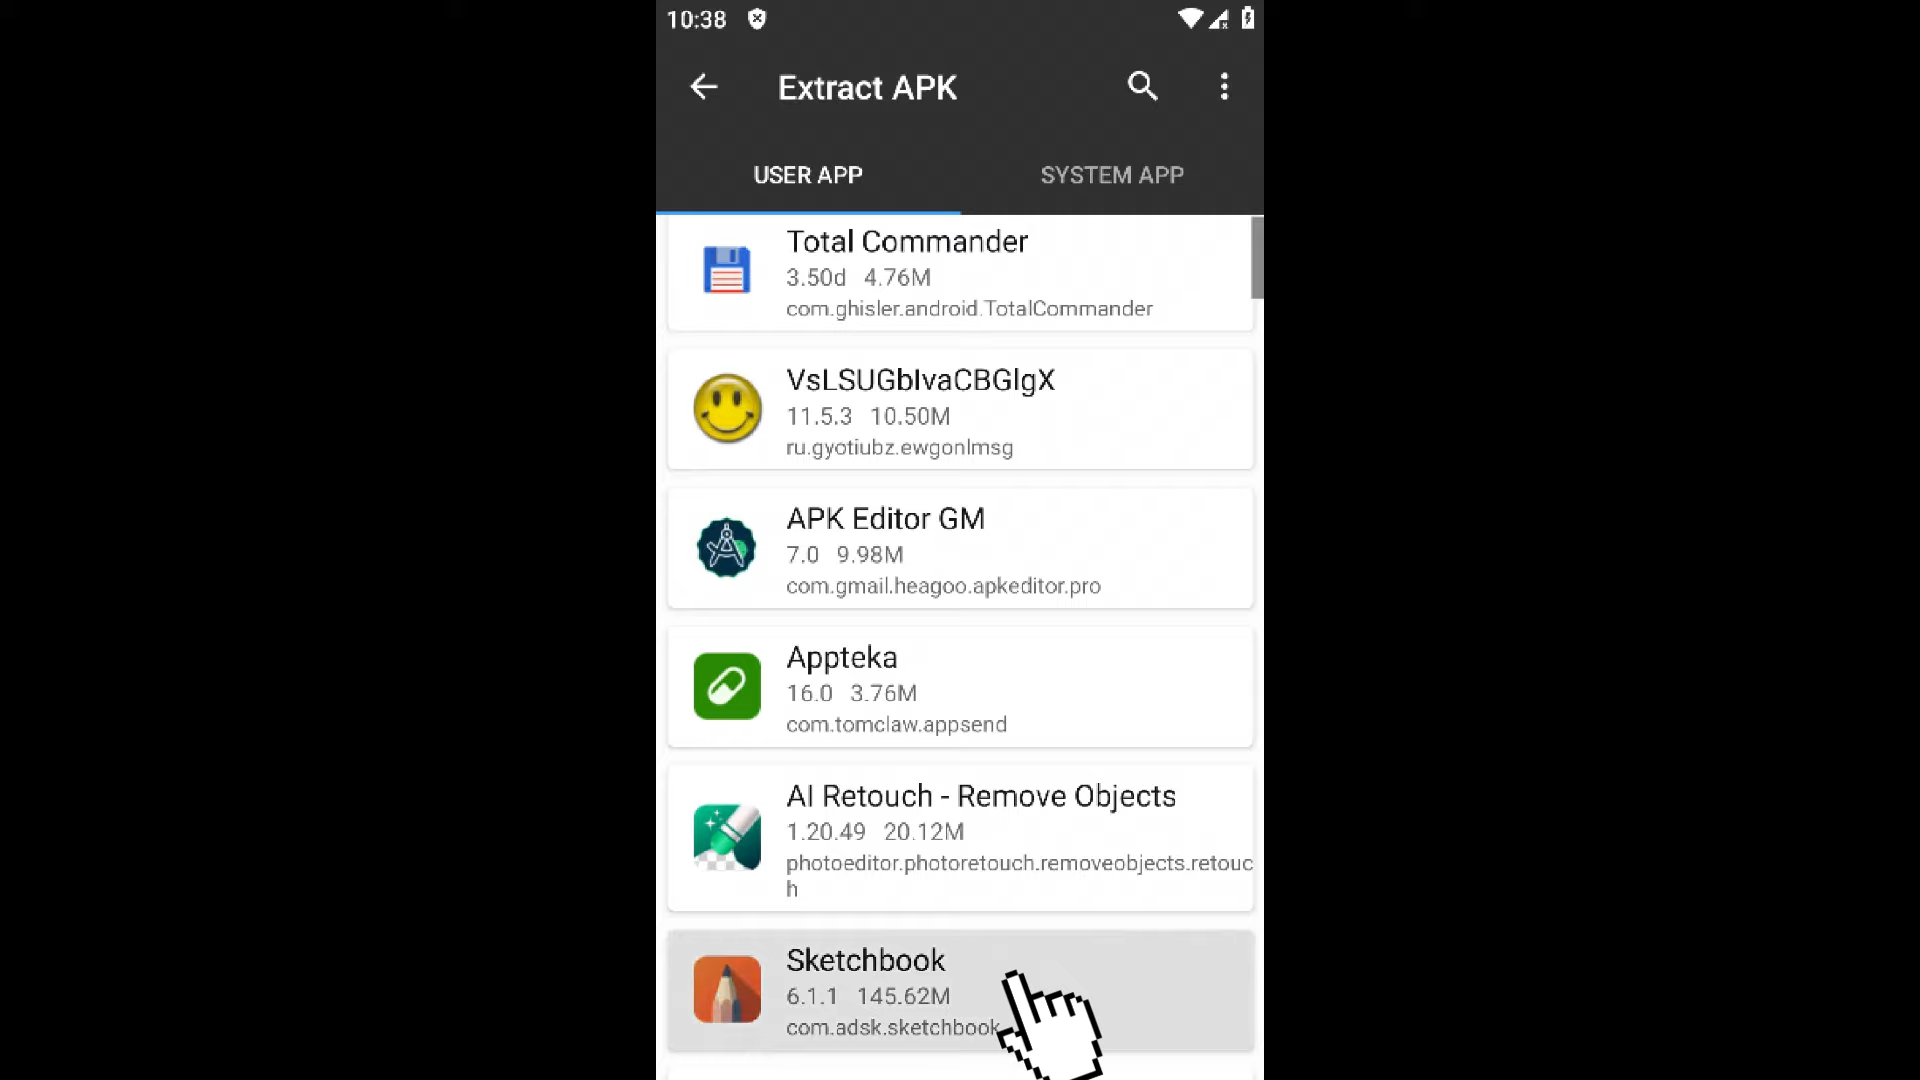 10:38
Extract APK
USER APP
SYSTEM APP
Total Commander
3.50d 4.76M
com.ghisler.android.TotalCommander
VsLSUGbIvaCBGlgX
11.5.3 10.50M
ru.gyotiubz.ewgonlmsg
APK Editor GM
7.0 9.98M
com.gmail.heagoo.apkeditor.pro
Appteka
16.0 3.76M
com.tomclaw.appsend
AI Retouch - Remove Objects
1.20.49 20.12M
photoeditor.photoretouch.removeobjects.retouc
h
Sketchbook
6.1.1 145.62M
com.adsk.sketchbook